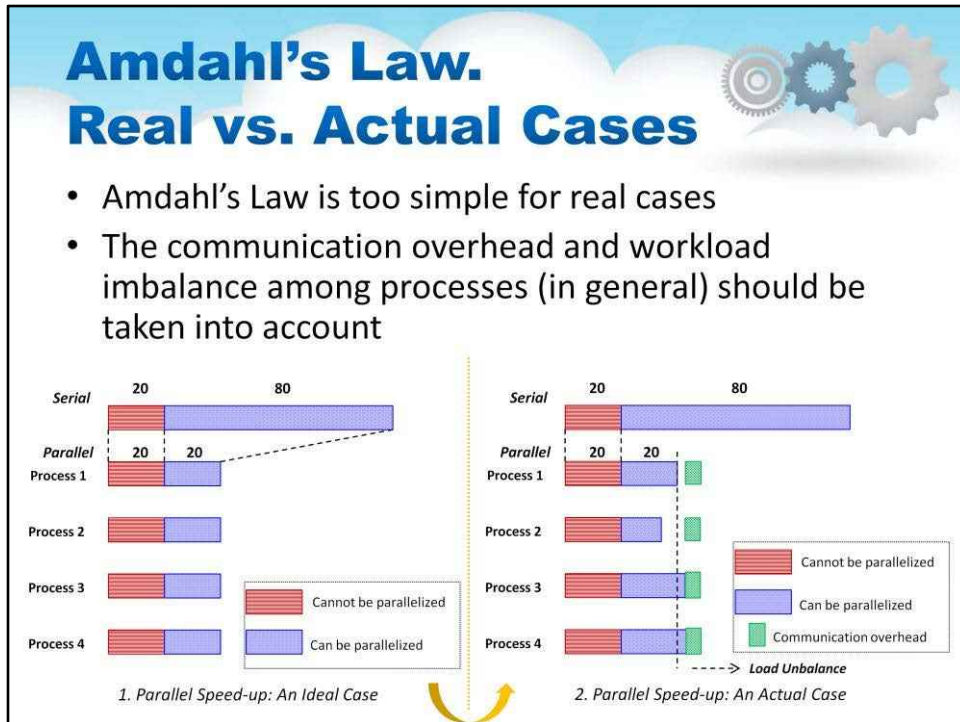 Amdahl's Law.
Real vs. Actual Cases
• Amdahl's Law is too simple for real cases
• The communication overhead and workload
imbalance among processes (in general) should be
taken into account
20 80
Serial
Parallel 20 20
Process 1
Process 2
Process 3
Process 4
Cannot be parallelized
Can be parallelized
1. Parallel Speed-up: An Ideal Case
20 80
Serial
Parallel 20 20
Process 1
Process 2
Process 3
Process 4
Cannot be parallelized
Can be parallelized
Communication overhead
Load Unbalance
2. Parallel Speed-up: An Actual Case